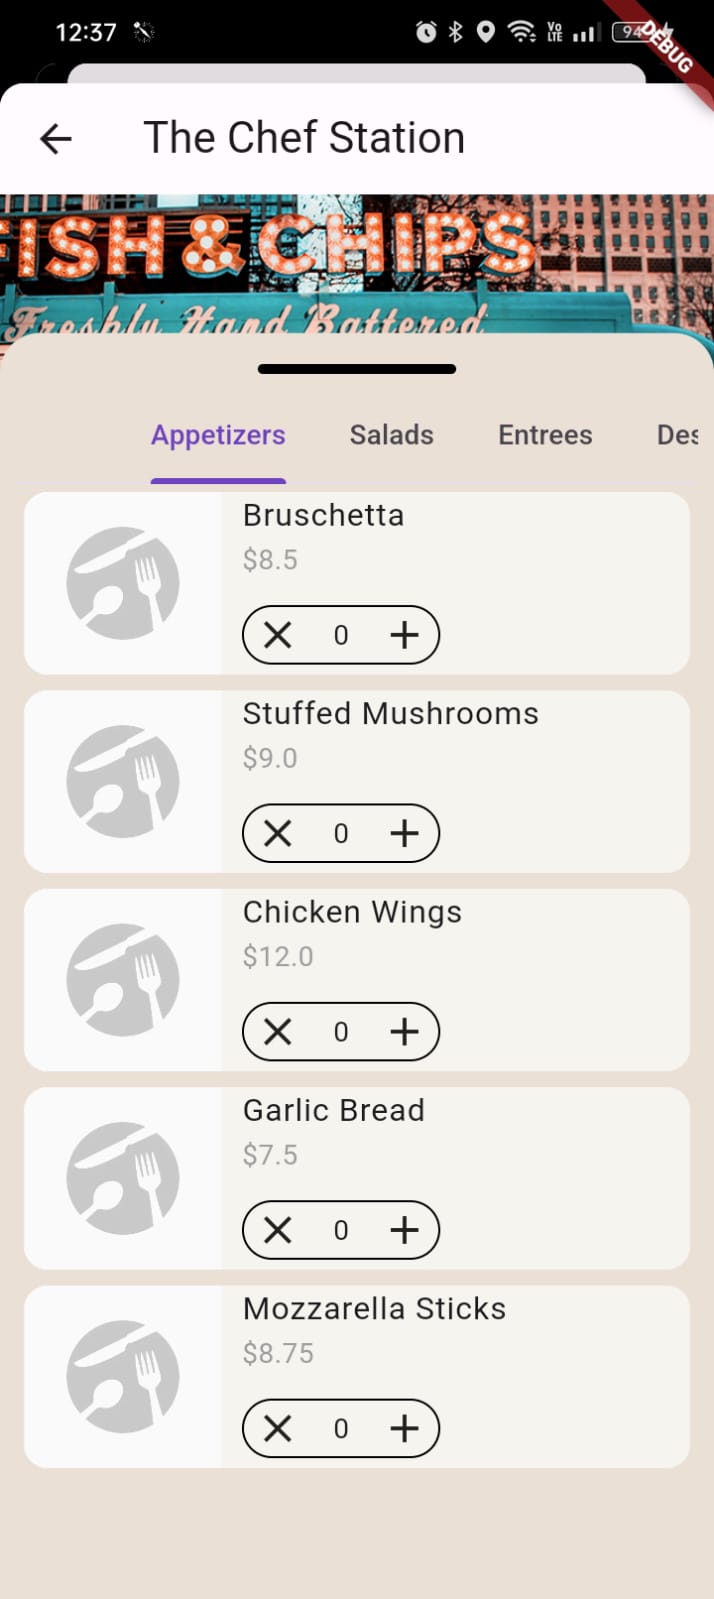 12:37
Vo
LTE
94
DEBUG
The Chef Station
FISH & CHIPS
Freshly Hand Battered
Appetizers Salads Entrees Des
Bruschetta
$8.5
0
Stuffed Mushrooms
$9.0
0
Chicken Wings
$12.0
0
Garlic Bread
$7.5
0
Mozzarella Sticks
$8.75
0